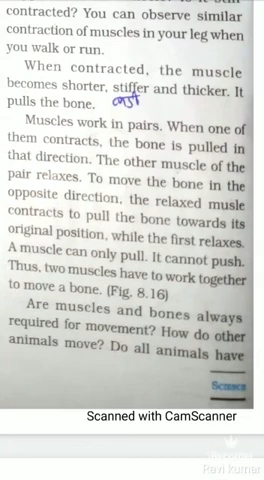 contracted? You can observe similar
contraction of muscles in your leg when
you walk or run.
When contracted, the muscle
becomes shorter, stiffer and thicker. It
pulls the bone.
Muscles work in pairs. When one of
them contracts, the bone is pulled in
that direction. The other muscle of the
pair relaxes. To move the bone in the
opposite direction, the relaxed musle
contracts to pull the bone towards its
original position, while the first relaxes.
A muscle can only pull. It cannot push.
Thus, two muscles have to work together
to move a bone. (Fig. 8.16)
Are muscles and bones always
required for movement? How do other
animals move? Do all animals have
Science
Scanned with CamScanner
Ravi kumar